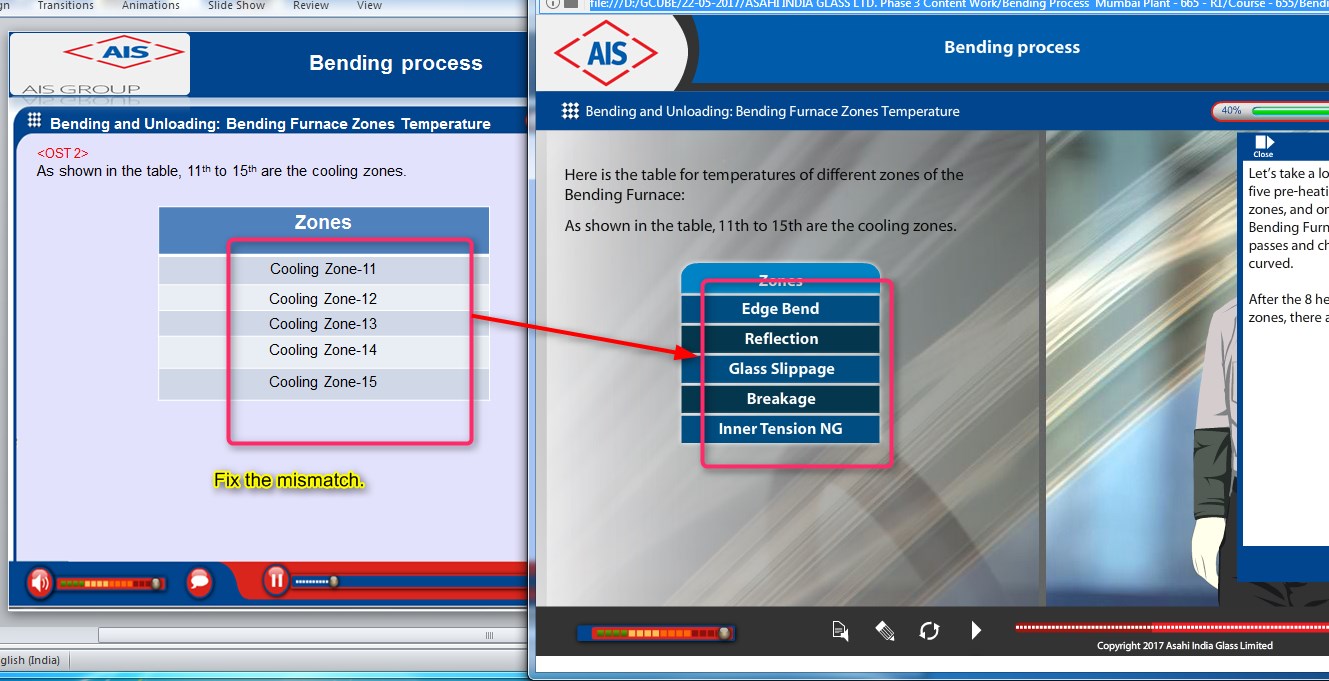 gn Transitions Animations Slide Show Review View
AIS
AIS GROUP
Bending process
Bending and Unloading: Bending Furnace Zones Temperature
<OST 2>
As shown in the table, 11th to 15th are the cooling zones.
Zones
Cooling Zone-11
Cooling Zone-12
Cooling Zone-13
Cooling Zone-14
Cooling Zone-15
Fix the mismatch.
glish (India)
file:///D:/GCUBE/22-05-2017/ASAHI INDIA GLASS LTD. Phase 3 Content Work/Bending Process Mumbai Plant - 665 - R1/Course - 655/Bendi
AIS
Bending process
Bending and Unloading: Bending Furnace Zones Temperature
40%
Here is the table for temperatures of different zones of the
Bending Furnace:
As shown in the table, 11th to 15th are the cooling zones.
Zones
Edge Bend
Reflection
Glass Slippage
Breakage
Inner Tension NG
Close
Let's take a lo
five pre-heati
zones, and or
Bending Furn
passes and ch
curved.
After the 8 he
zones, there a
Copyright 2017 Asahi India Glass Limited